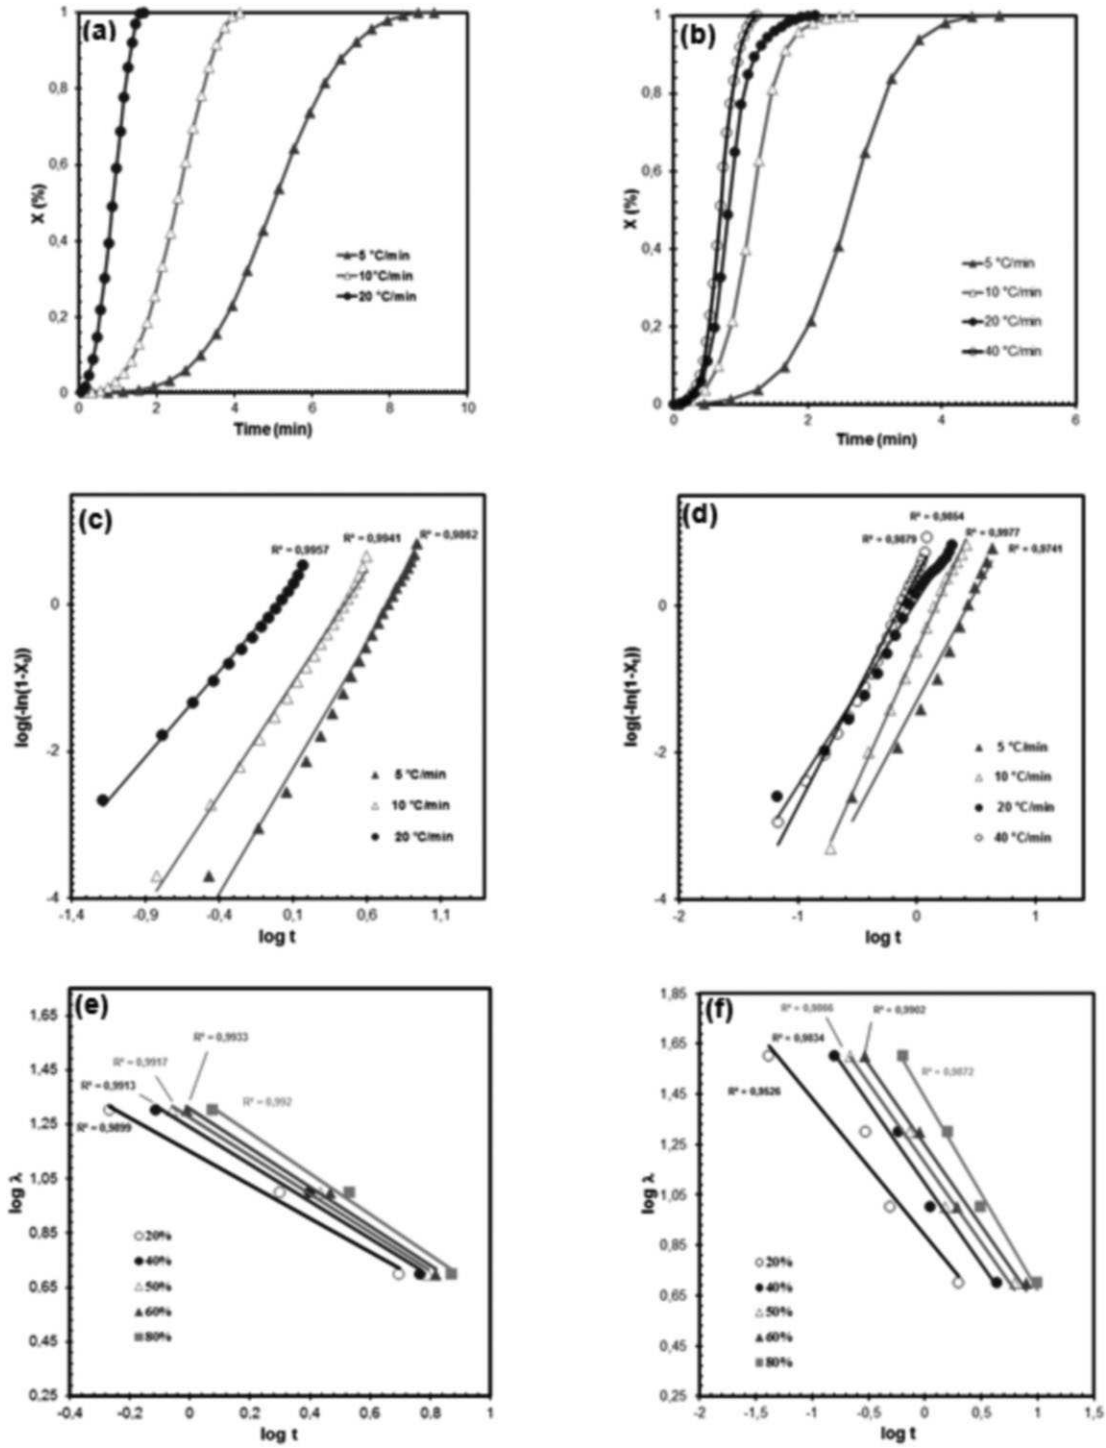 (a)
1
0,8
0,6
0,4
0,2
0
X (%)
5 °C/min
10°C/min
20 °C/min
0 2 4 6 8 10
Time (min)
(b)
1
0,8
0,6
0,4
0,2
0
X (%)
5 °C/min
10 °C/min
20 °C/min
40 °C/min
0 2 4 6
Time (min)
(c)
R² = 0,9957
R² = 0,9941
R² = 0,9882
0
-2
-4
log(-ln(1-Xt))
5 °C/min
10 °C/min
20 °C/min
-1,4 -0,9 -0,4 0,1 0,6 1,1
log t
(d)
R² = 0,9854
R² = 0,9879
R² = 0,9977
R² = 0,9741
0
-2
-4
log(-ln(1-Xt))
5 °C/min
10 °C/min
20 °C/min
40 °C/min
-2 -1 0 1
log t
(e)
R² = 0,9933
R² = 0,9917
R² = 0,9913
R² = 0,992
R² = 0,9899
1,65
1,45
1,25
1,05
0,85
0,65
0,45
0,25
log λ
20%
40%
50%
60%
80%
-0,4 -0,2 0 0,2 0,4 0,6 0,8 1
log t
(f)
R² = 0,9866
R² = 0,9902
R² = 0,9834
R² = 0,9872
R² = 0,9526
1,85
1,65
1,45
1,25
1,05
0,85
0,65
0,45
0,25
log λ
20%
40%
50%
60%
80%
-2 -1,5 -1 -0,5 0 0,5 1 1,5
log t